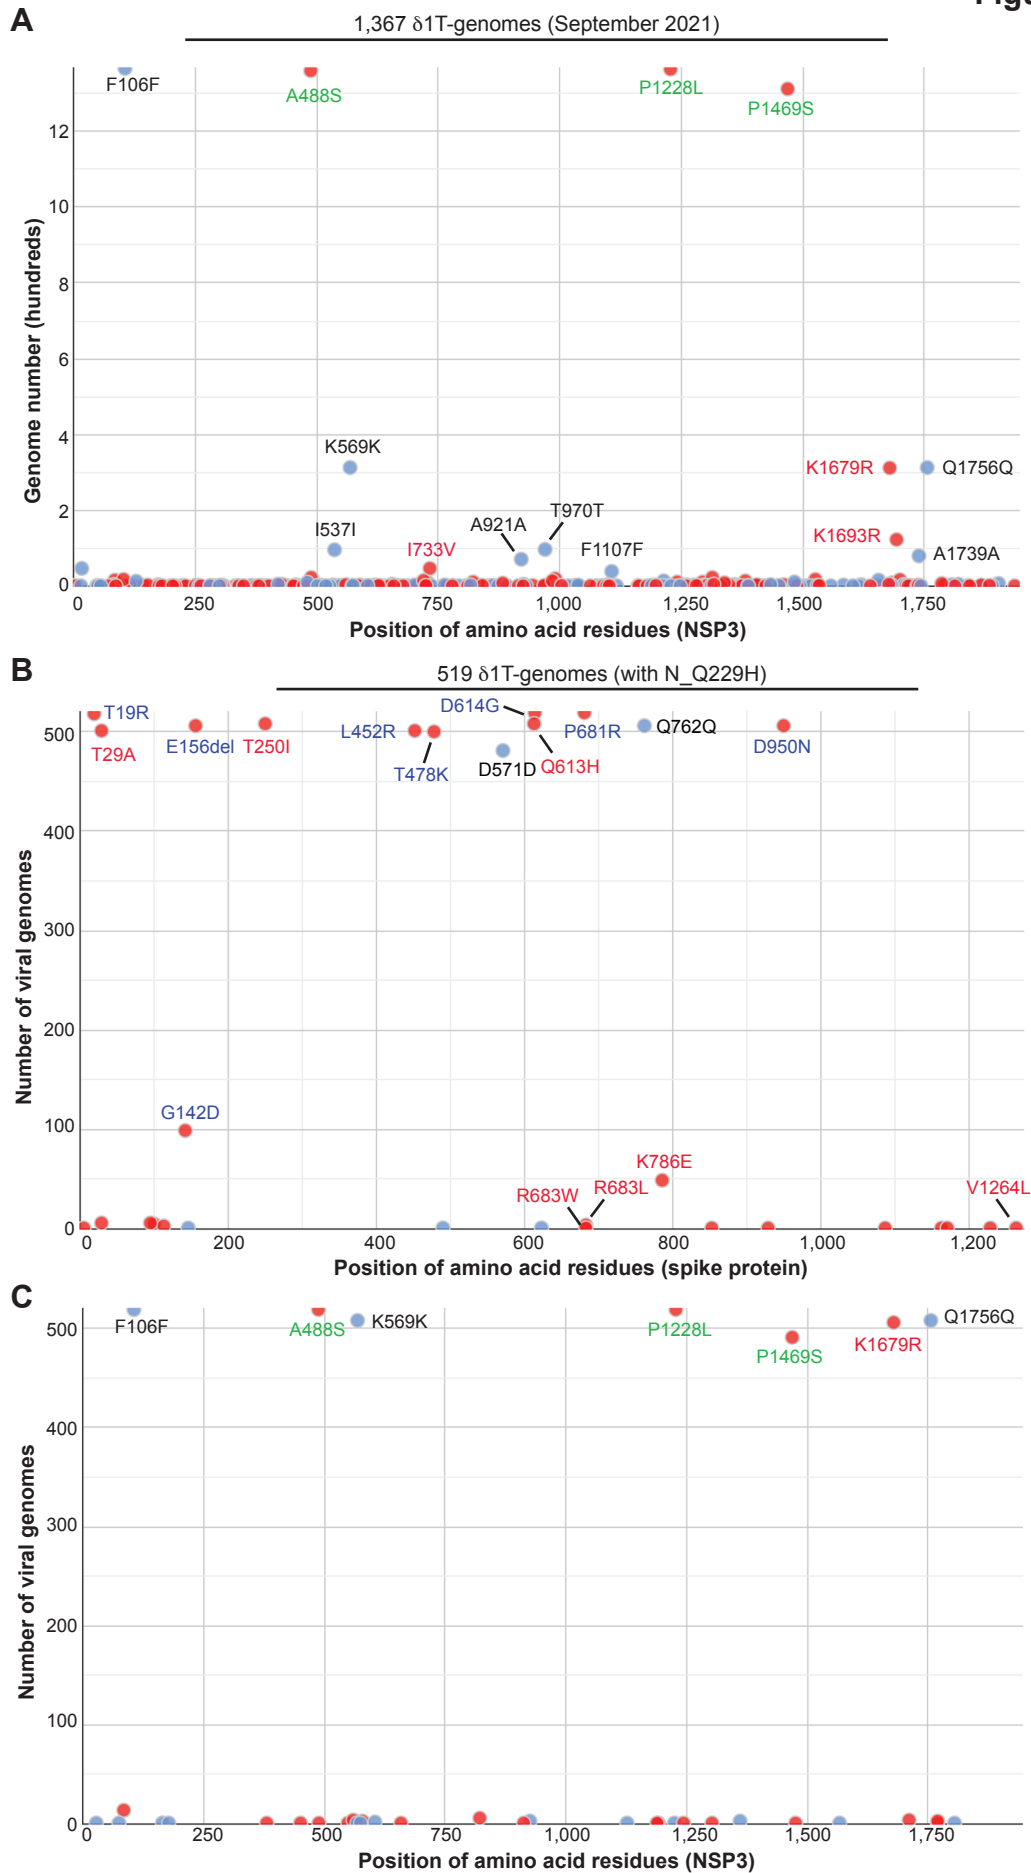 A
1,367 δ1T-genomes (September 2021)
F106F
A488S
P1228L
P1469S
12
10
8
6
4
2
0
Genome number (hundreds)
K569K
K1679R
Q1756Q
I537I
I733V
A921A
T970T
F1107F
K1693R
A1739A
0 250 500 750 1,000 1,250 1,500 1,750
Position of amino acid residues (NSP3)
B
519 δ1T-genomes (with N_Q229H)
T19R
T29A
E156del
T250I
L452R
T478K
D614G
D571D
Q613H
P681R
Q762Q
D950N
500
400
300
200
100
0
Number of viral genomes
G142D
R683W
R683L
K786E
V1264L
0 200 400 600 800 1,000 1,200
Position of amino acid residues (spike protein)
C
F106F
A488S
K569K
P1228L
P1469S
K1679R
Q1756Q
500
400
300
200
100
0
Number of viral genomes
0 250 500 750 1,000 1,250 1,500 1,750
Position of amino acid residues (NSP3)